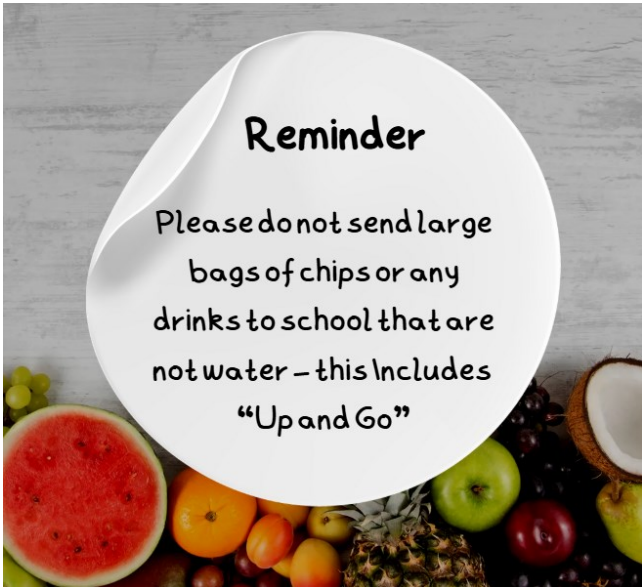 Reminder
Please do not send large
bags of chips or any
drinks to school that are
not water – this Includes
“Up and Go”